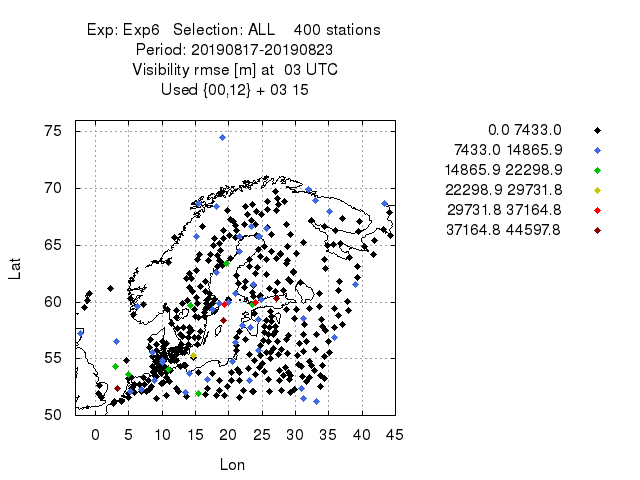 Exp: Exp6   Selection: ALL    400 stations
Period: 20190817-20190823
Visibility rmse [m] at  03 UTC
Used {00,12} + 03 15
0.0 7433.0
7433.0 14865.9
14865.9 22298.9
22298.9 29731.8
29731.8 37164.8
37164.8 44597.8
Lat
75
70
65
60
55
50
0 5 10 15 20 25 30 35 40 45
Lon